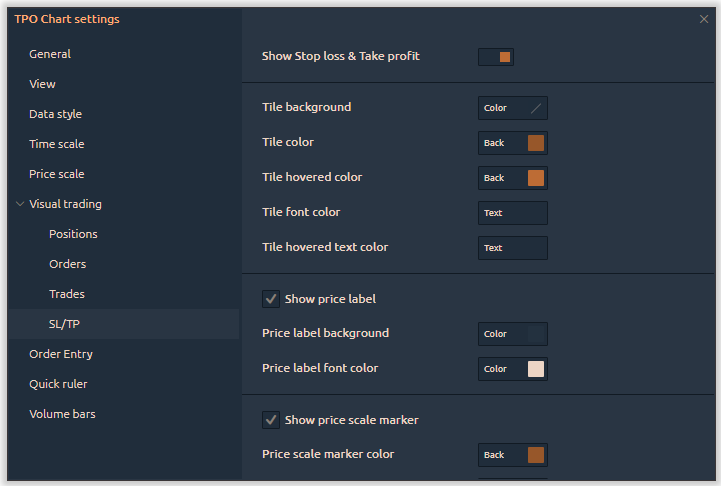 TPO Chart settings
General
View
Data style
Time scale
Price scale
Visual trading
Positions
Orders
Trades
SL/TP
Order Entry
Quick ruler
Volume bars
Show Stop loss & Take profit
Tile background Color
Tile color Back
Tile hovered color Back
Tile font color Text
Tile hovered text color Text
Show price label
Price label background Color
Price label font color Color
Show price scale marker
Price scale marker color Back